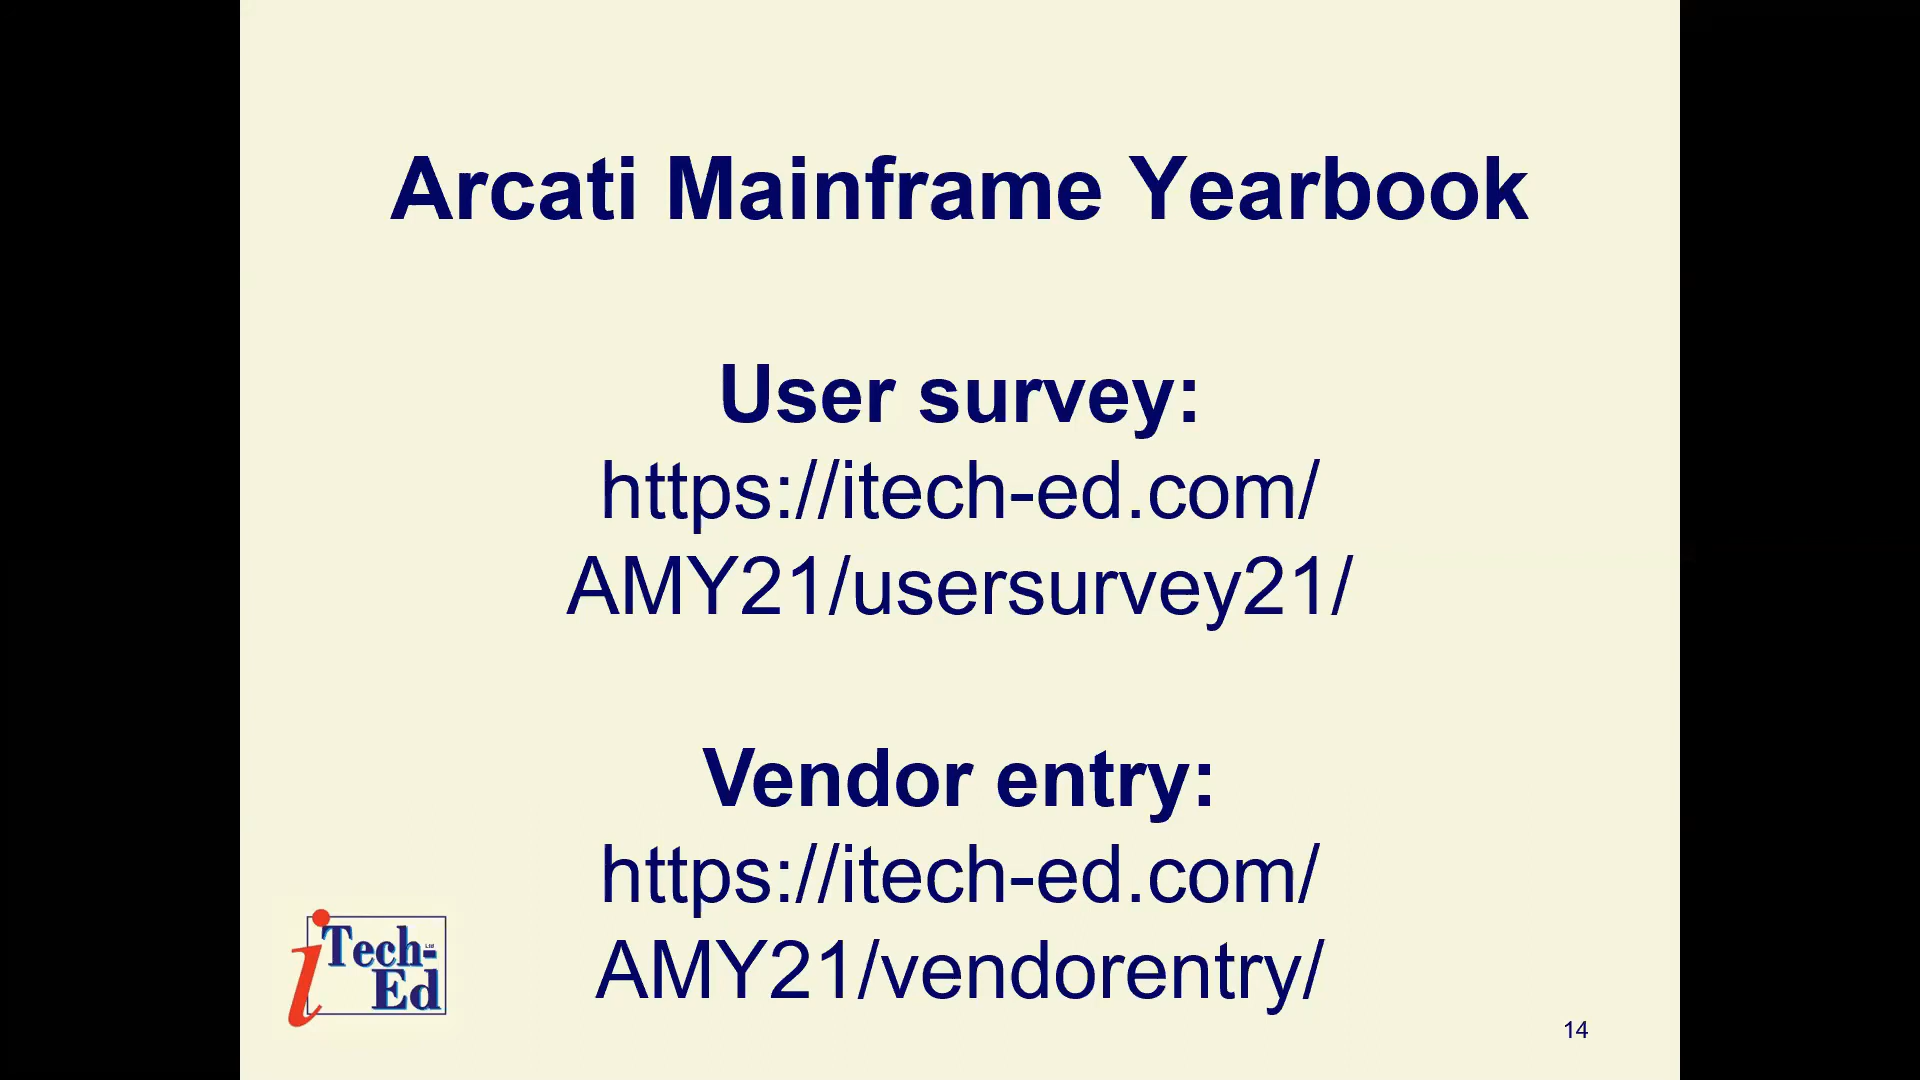 Arcati Mainframe Yearbook
User survey:
https://itech-ed.com/
AMY21/usersurvey21/
Vendor entry:
https://itech-ed.com/
AMY21/vendorentry/
iTech-Ltd
Ed
14